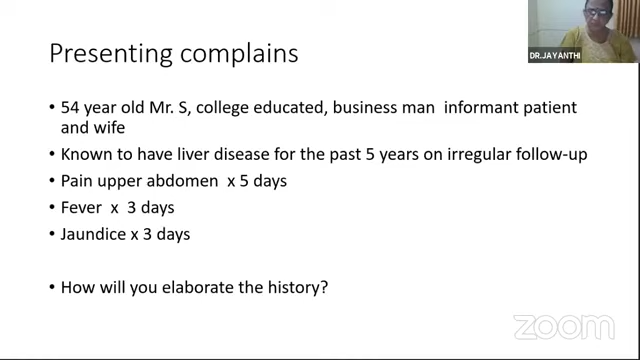 DR.JAYANTHI
Presenting complains
• 54 year old Mr. S, college educated, business man informant patient
and wife
• Known to have liver disease for the past 5 years on irregular follow-up
• Pain upper abdomen x 5 days
• Fever x 3 days
• Jaundice x 3 days
• How will you elaborate the history?
zoom